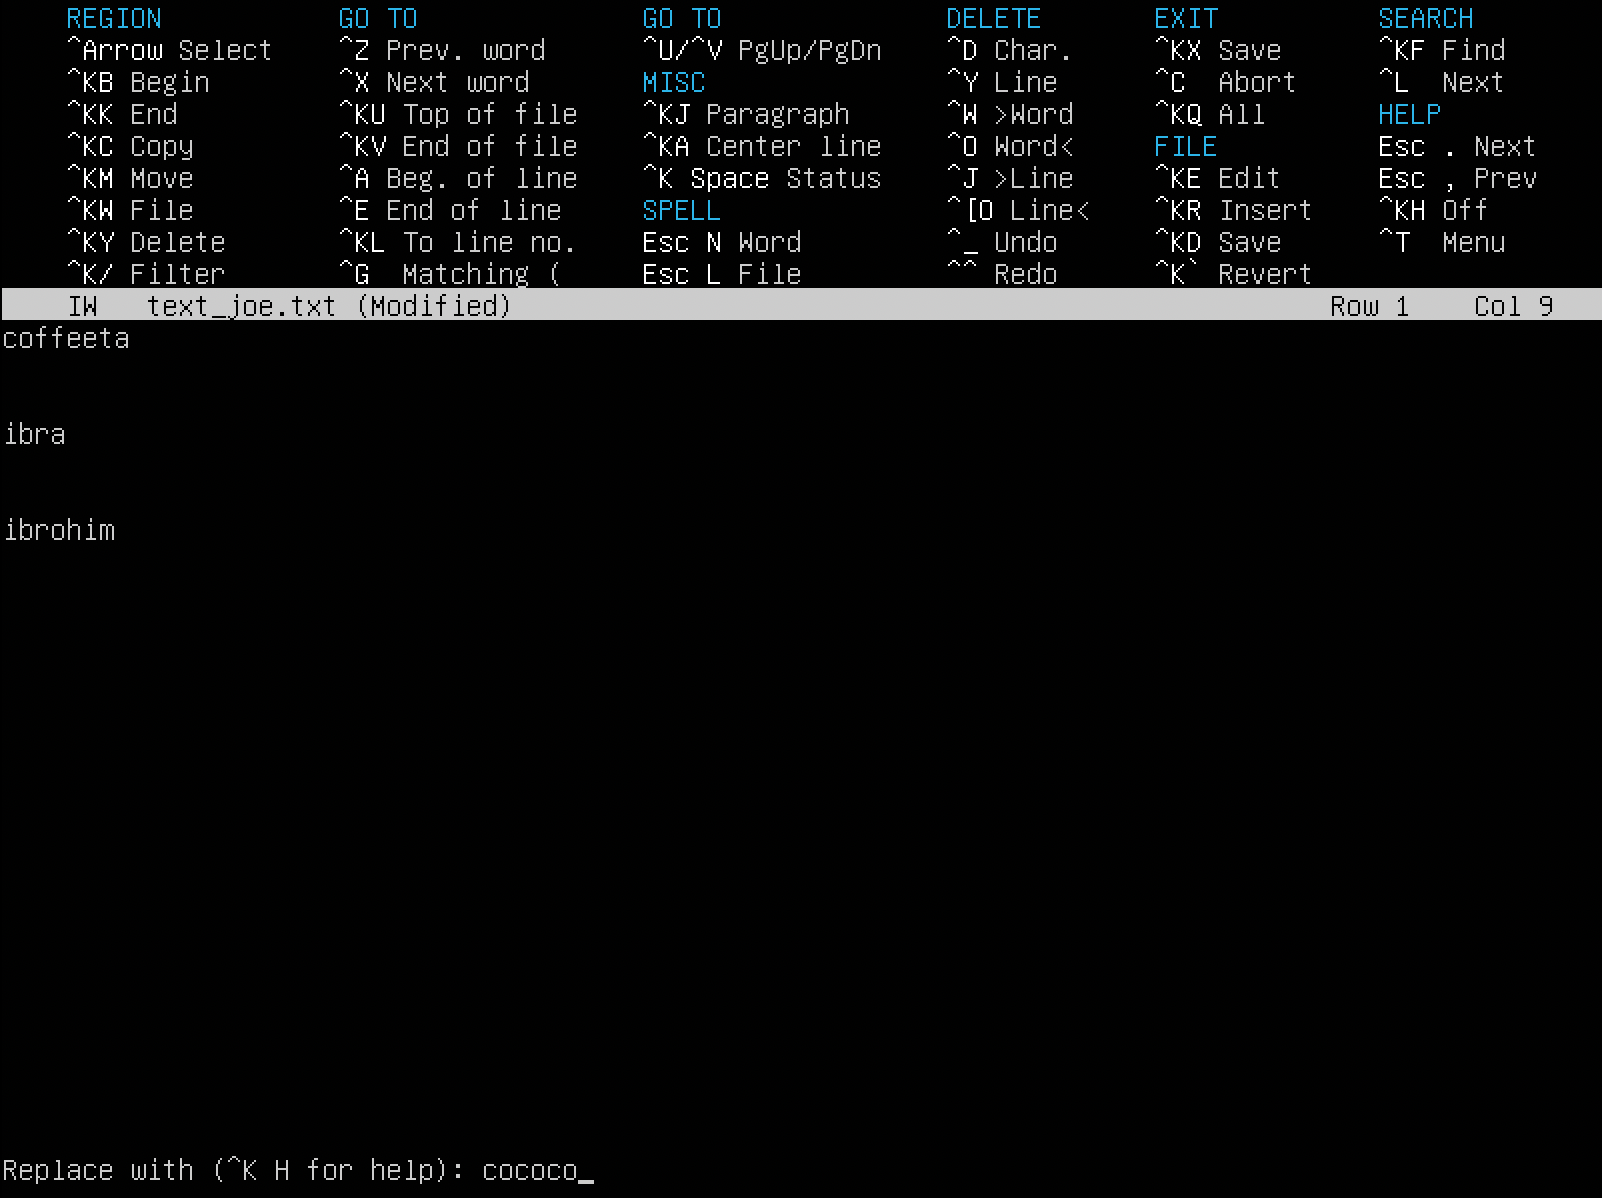 REGION GO TO GO TO DELETE EXIT SEARCH
^Arrow Select ^Z Prev. word ^U/^V PgUp/PgDn ^D Char. ^KX Save ^KF Find
^KB Begin ^X Next word MISC ^Y Line ^C Abort ^L Next
^KK End ^KU Top of file ^KJ Paragraph ^W >Word ^KQ All HELP
^KC Copy ^KV End of file ^KA Center line ^O Word< FILE Esc . Next
^KM Move ^A Beg. of line ^K Space Status ^J >Line ^KE Edit Esc , Prev
^KW File ^E End of line SPELL ^[O Line< ^KR Insert ^KH Off
^KY Delete ^KL To line no. Esc N Word ^_ Undo ^KD Save ^T Menu
^K/ Filter ^G Matching ( Esc L File ^^ Redo ^K` Revert
IW text_joe.txt (Modified) Row 1 Col 9
coffeeta
ibra
ibrohim
Replace with (^K H for help): cococo_